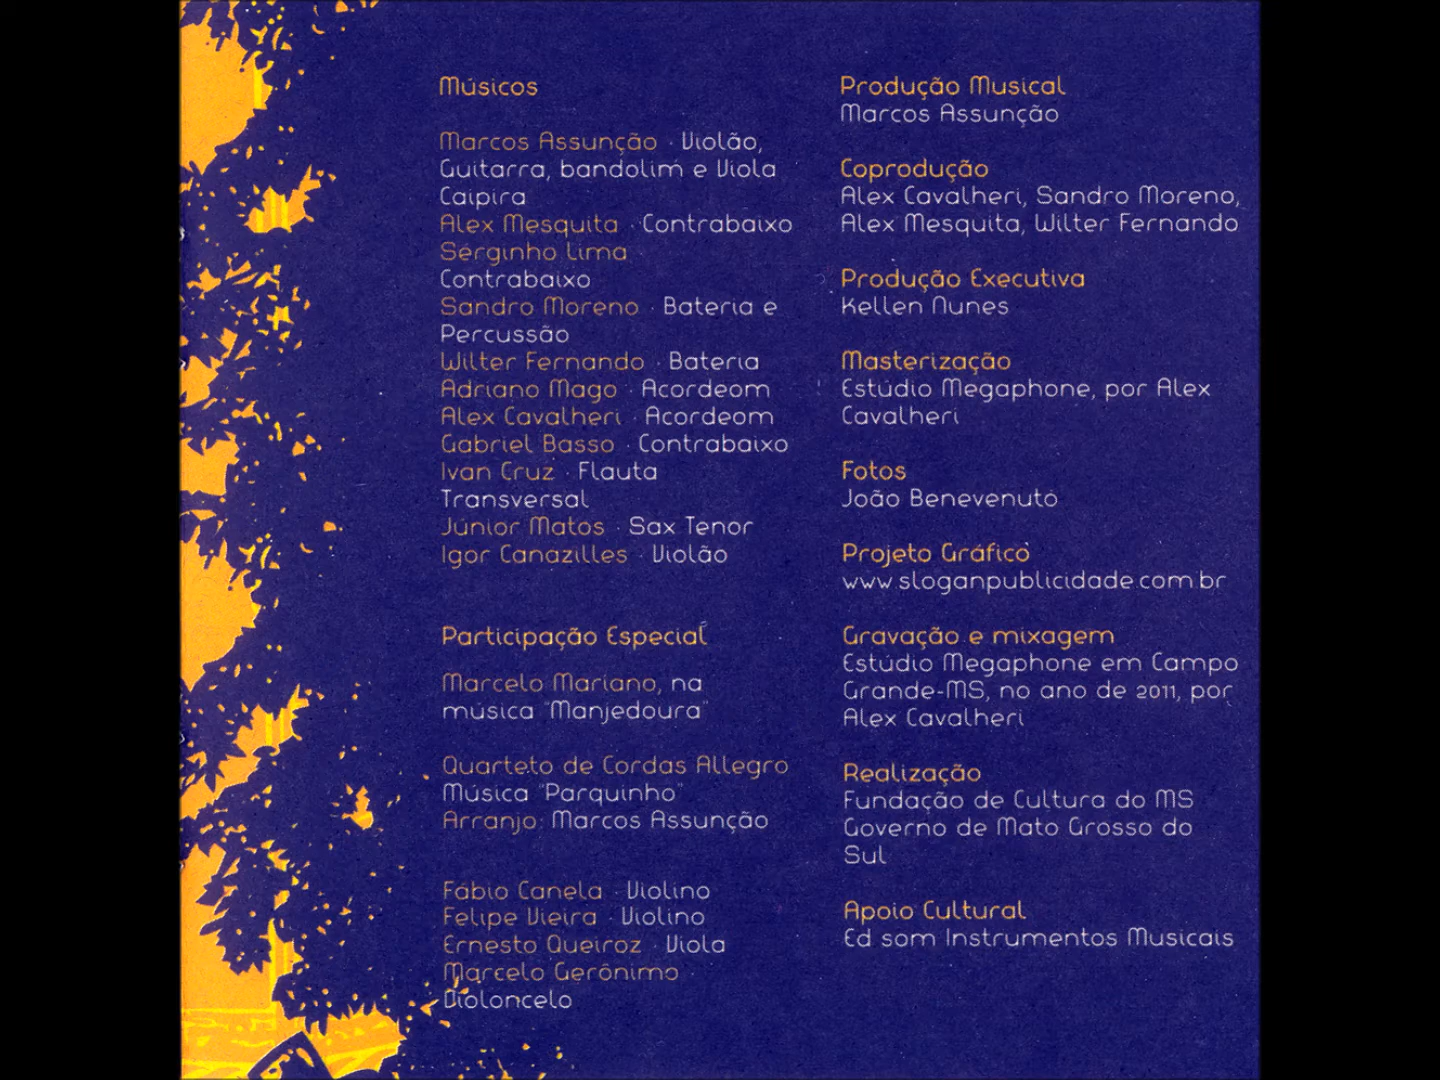 Músicos
Marcos Assunção · Violão,
Guitarra, bandolim e Viola
Caipira
Alex Mesquita · Contrabaixo
Serginho Lima
Contrabaixo
Sandro Moreno · Bateria e
Percussão
Wilter Fernando · Bateria
Adriano Mago · Acordeom
Alex Cavalheri · Acordeom
Gabriel Basso · Contrabaixo
Ivan Cruz · Flauta
Transversal
Júnior Matos · Sax Tenor
Igor Canazilles · Violão
Participação Especial
Marcelo Mariano, na
música "Manjedoura"
Quarteto de Cordas Allegro
Música "Parquinho"
Arranjo: Marcos Assunção
Fábio Canela · Violino
Felipe Vieira · Violino
Ernesto Queiroz · Viola
Marcelo Gerônimo ·
Violoncelo
Produção Musical
Marcos Assunção
Coprodução
Alex Cavalheri, Sandro Moreno,
Alex Mesquita, Wilter Fernando
Produção Executiva
Kellen Nunes
Masterização
Estúdio Megaphone, por Alex
Cavalheri
Fotos
João Benevenuto
Projeto Gráfico
www.sloganpublicidade.com.br
Gravação e mixagem
Estúdio Megaphone em Campo
Grande-MS, no ano de 2011, por
Alex Cavalheri
Realização
Fundação de Cultura do MS
Governo de Mato Grosso do
Sul
Apoio Cultural
Ed som Instrumentos Musicais